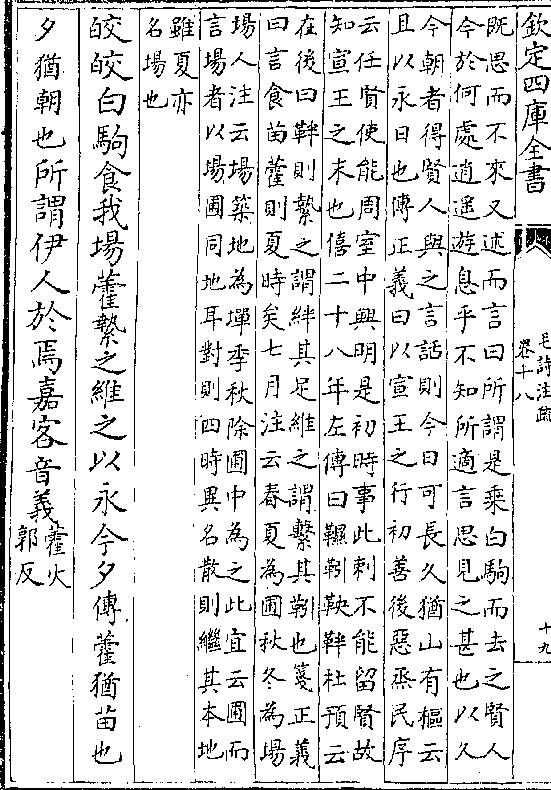 欽定四庫全書
毛詩注疏
卷十八
十九
既思而不來又述而言曰所謂是乘白駒而去之賢人
今於何處逍遙遊息乎不知所適言思見之甚也以久
今朝者得賢人與之言話則今日可長久猶山有樞云
且以永日也傳正義曰以宣王之行初善後惡烝民序
云任賢使能周室中興明是初時事此刺不能留賢故
知宣王之末也僖二十八年左傳曰韅靷鞅靽杜預云
在後曰靽則縶之謂絆其足維之謂繫其靷也箋正義
曰言食苗藿則夏時矣七月注云春夏為圃秋冬為場
場人注云場築地為墠季秋除圃中為之此宜云圃而
言場者以場圃同地耳對則四時異名散則繼其本地
雖夏亦
名場也
皎皎白駒食我場藿縶之維之以永今夕傳藿猶苗也
夕猶朝也所謂伊人於焉嘉客音義藿火
郭反